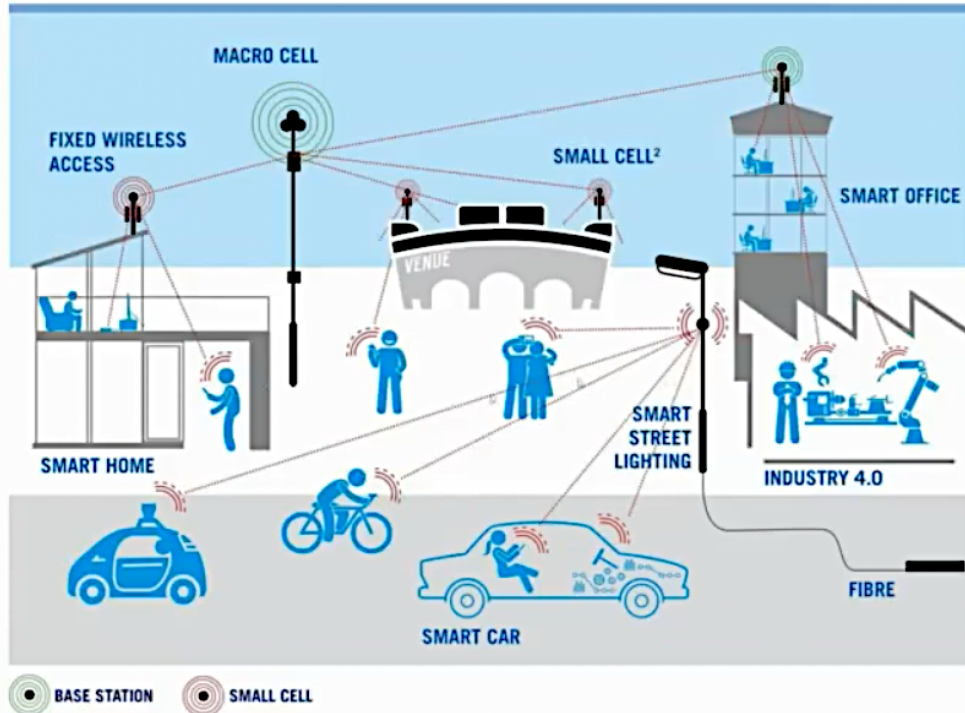 MACRO CELL
FIXED WIRELESS
ACCESS
SMALL CELL²
SMART OFFICE
VENUE
SMART
STREET
LIGHTING
SMART HOME
INDUSTRY 4.0
FIBRE
SMART CAR
BASE STATION
SMALL CELL